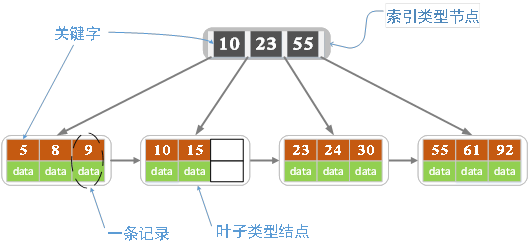 关键字
索引类型节点
10 23 55
5 8 9
data data data
10 15
data data
23 24 30
data data data
55 61 92
data data data
一条记录
叶子类型结点